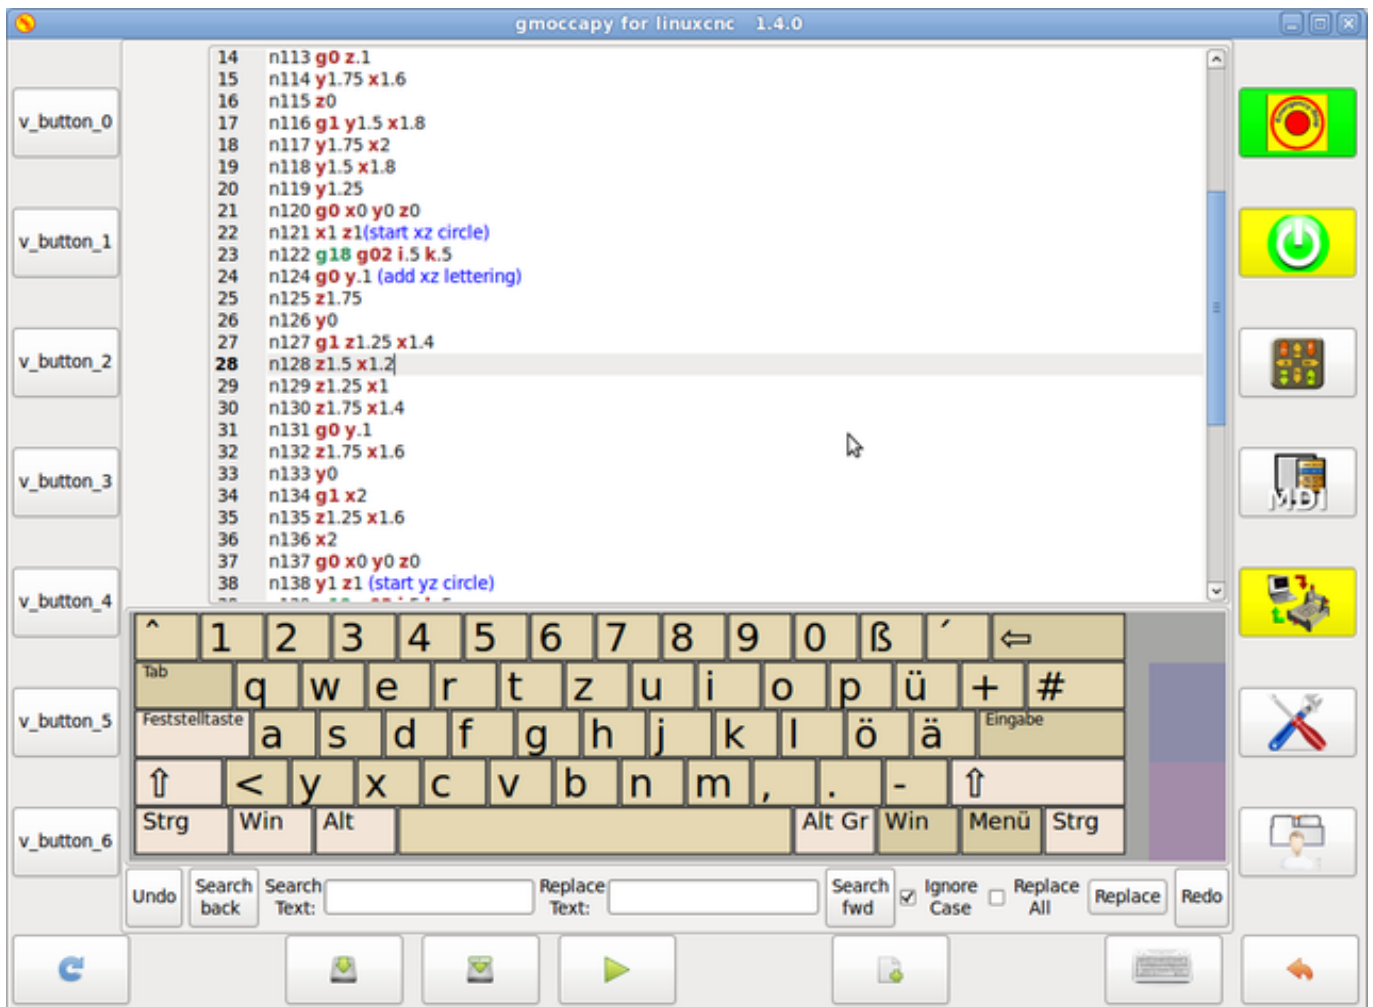 gmoccapy for linuxcnc 1.4.0
v_button_0
v_button_1
v_button_2
v_button_3
v_button_4
v_button_5
v_button_6
14 n113 g0 z.1
15 n114 y1.75 x1.6
16 n115 z0
17 n116 g1 y1.5 x1.8
18 n117 y1.75 x2
19 n118 y1.5 x1.8
20 n119 y1.25
21 n120 g0 x0 y0 z0
22 n121 x1 z1(start xz circle)
23 n122 g18 g02 i.5 k.5
24 n124 g0 y.1 (add xz lettering)
25 n125 z1.75
26 n126 y0
27 n127 g1 z1.25 x1.4
28 n128 z1.5 x1.2
29 n129 z1.25 x1
30 n130 z1.75 x1.4
31 n131 g0 y.1
32 n132 z1.75 x1.6
33 n133 y0
34 n134 g1 x2
35 n135 z1.25 x1.6
36 n136 x2
37 n137 g0 x0 y0 z0
38 n138 y1 z1 (start yz circle)
^ 1 2 3 4 5 6 7 8 9 0 ß ´ ⇦
Tab q w e r t z u i o p ü + #
Feststelltaste a s d f g h j k l ö ä Eingabe
⇧ < y x c v b n m , . - ⇧
Strg Win Alt Alt Gr Win Menü Strg
Undo
Search back
Search Text:
Replace Text:
Search fwd
Ignore Case
Replace All
Replace
Redo
MDI